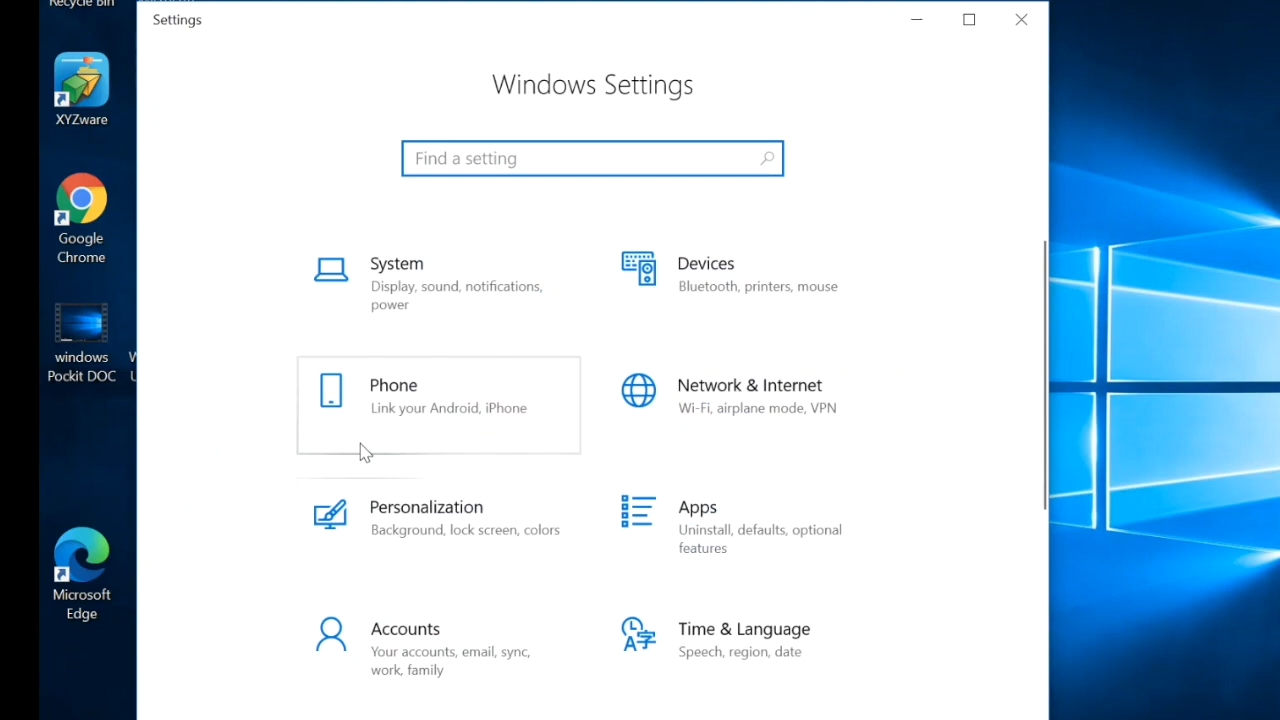 Recycle Bin
Settings
Windows Settings
XYZware
Find a setting
Google
Chrome
System
Display, sound, notifications,
power
Devices
Bluetooth, printers, mouse
windows
Pockit DOC
Phone
Link your Android, iPhone
Network & Internet
Wi-Fi, airplane mode, VPN
Personalization
Background, lock screen, colors
Apps
Uninstall, defaults, optional
features
Microsoft
Edge
Accounts
Your accounts, email, sync,
work, family
Time & Language
Speech, region, date